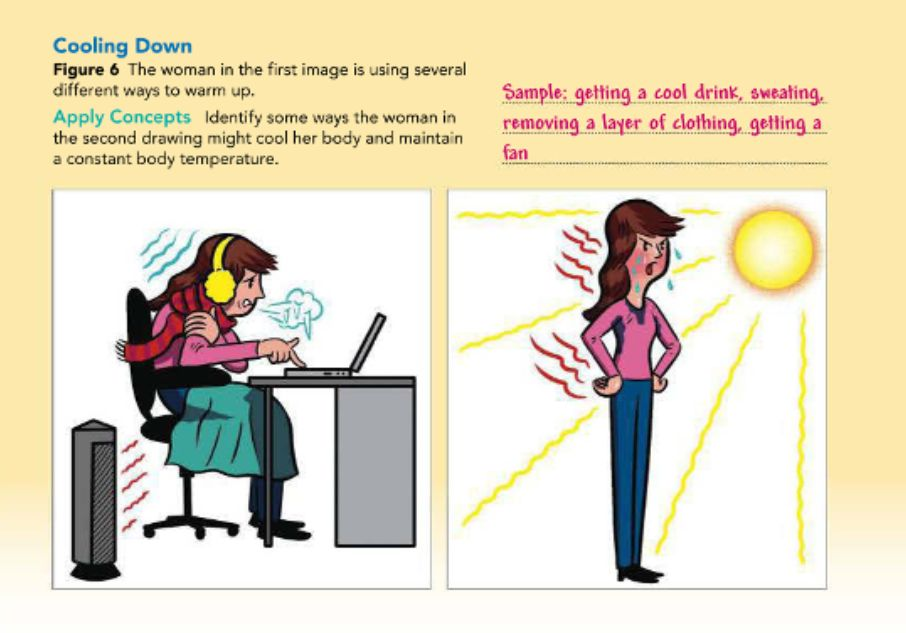 Cooling Down
Figure 6 The woman in the first image is using several
different ways to warm up.
Apply Concepts Identify some ways the woman in
the second drawing might cool her body and maintain
a constant body temperature.
Sample: getting a cool drink, sweating,
removing a layer of clothing, getting a
fan